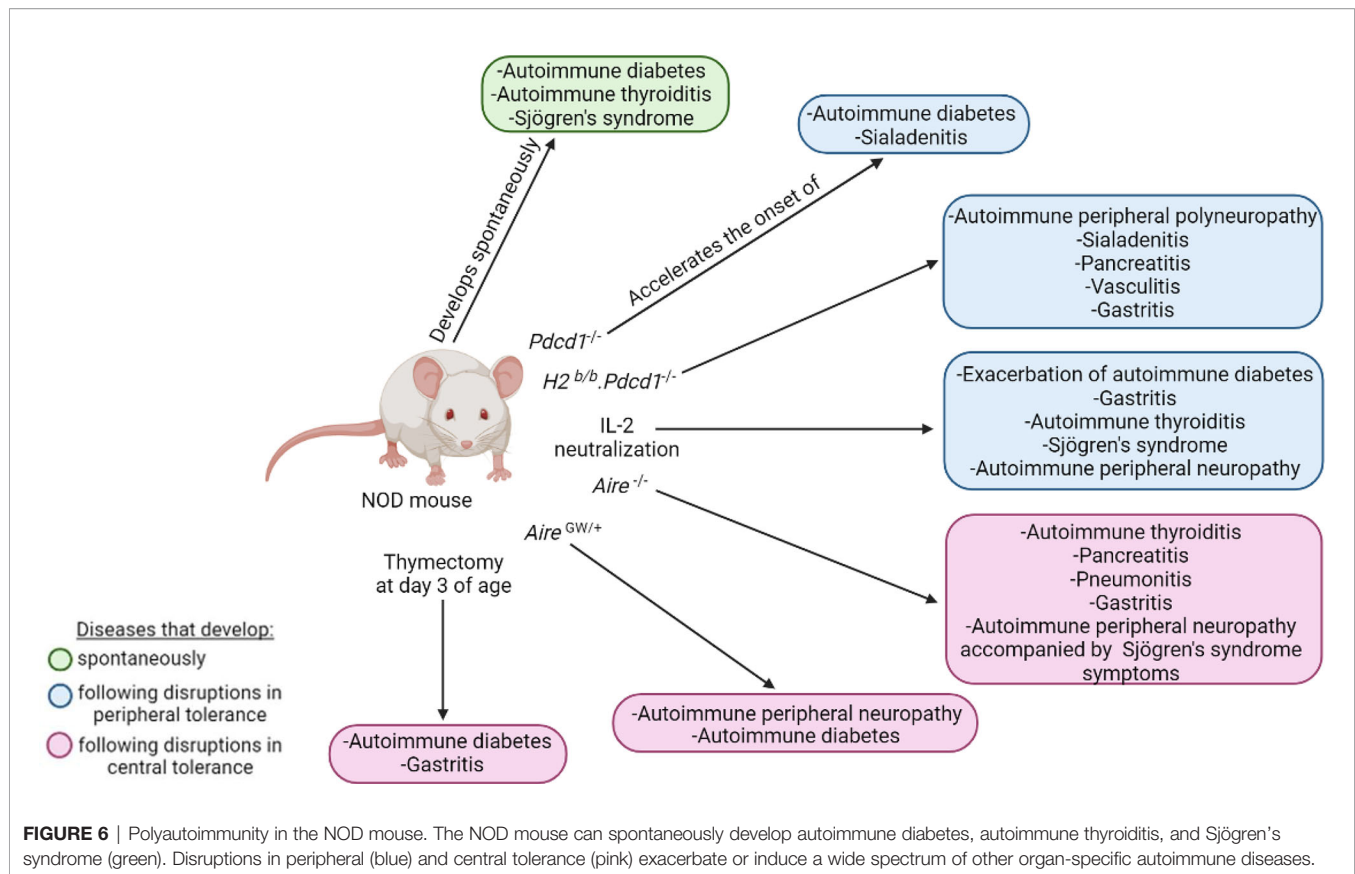 -Autoimmune diabetes
-Autoimmune thyroiditis
-Sjögren's syndrome
Develops spontaneously
-Autoimmune diabetes
-Sialadenitis
Accelerates the onset of
-Autoimmune peripheral polyneuropathy
-Sialadenitis
-Pancreatitis
-Vasculitis
-Gastritis
Pdcd1-/-
H2 b/b.Pdcd1-/-
-Exacerbation of autoimmune diabetes
-Gastritis
-Autoimmune thyroiditis
-Sjögren's syndrome
-Autoimmune peripheral neuropathy
IL-2
neutralization
Aire -/-
NOD mouse
Aire GW/+
-Autoimmune thyroiditis
-Pancreatitis
-Pneumonitis
-Gastritis
-Autoimmune peripheral neuropathy
accompanied by Sjögren's syndrome
symptoms
Thymectomy
at day 3 of age
Diseases that develop:
spontaneously
following disruptions in
peripheral tolerance
following disruptions in
central tolerance
-Autoimmune diabetes
-Gastritis
-Autoimmune peripheral neuropathy
-Autoimmune diabetes
FIGURE 6 | Polyautoimmunity in the NOD mouse. The NOD mouse can spontaneously develop autoimmune diabetes, autoimmune thyroiditis, and Sjögren's
syndrome (green). Disruptions in peripheral (blue) and central tolerance (pink) exacerbate or induce a wide spectrum of other organ-specific autoimmune diseases.